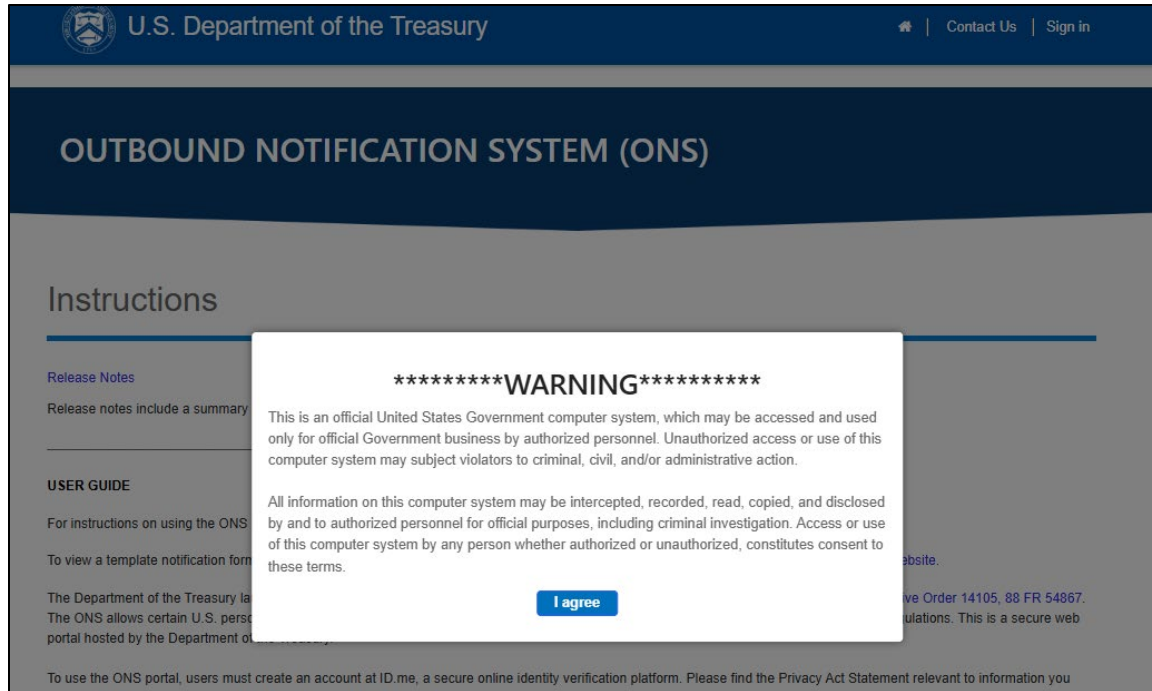 U.S. Department of the Treasury
Contact Us | Sign in
OUTBOUND NOTIFICATION SYSTEM (ONS)
Instructions
Release Notes
Release notes include a summary
*********WARNING**********
This is an official United States Government computer system, which may be accessed and used
only for official Government business by authorized personnel. Unauthorized access or use of this
computer system may subject violators to criminal, civil, and/or administrative action.
All information on this computer system may be intercepted, recorded, read, copied, and disclosed
by and to authorized personnel for official purposes, including criminal investigation. Access or use
of this computer system by any person whether authorized or unauthorized, constitutes consent to
these terms.
I agree
USER GUIDE
For instructions on using the ONS
To view a template notification form ebsite.
The Department of the Treasury la ve Order 14105, 88 FR 54867.
The ONS allows certain U.S. perso ulations. This is a secure web
portal hosted by the Department of
To use the ONS portal, users must create an account at ID.me, a secure online identity verification platform. Please find the Privacy Act Statement relevant to information you